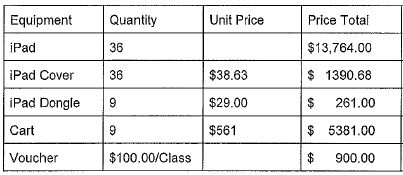 Equipment Quantity Unit Price Price Total
iPad 36 $13,764.00
iPad Cover 36 $38.63 $ 1390.68
iPad Dongle 9 $29.00 $ 261.00
Cart 9 $561 $ 5381.00
Voucher $100.00/Class $ 900.00